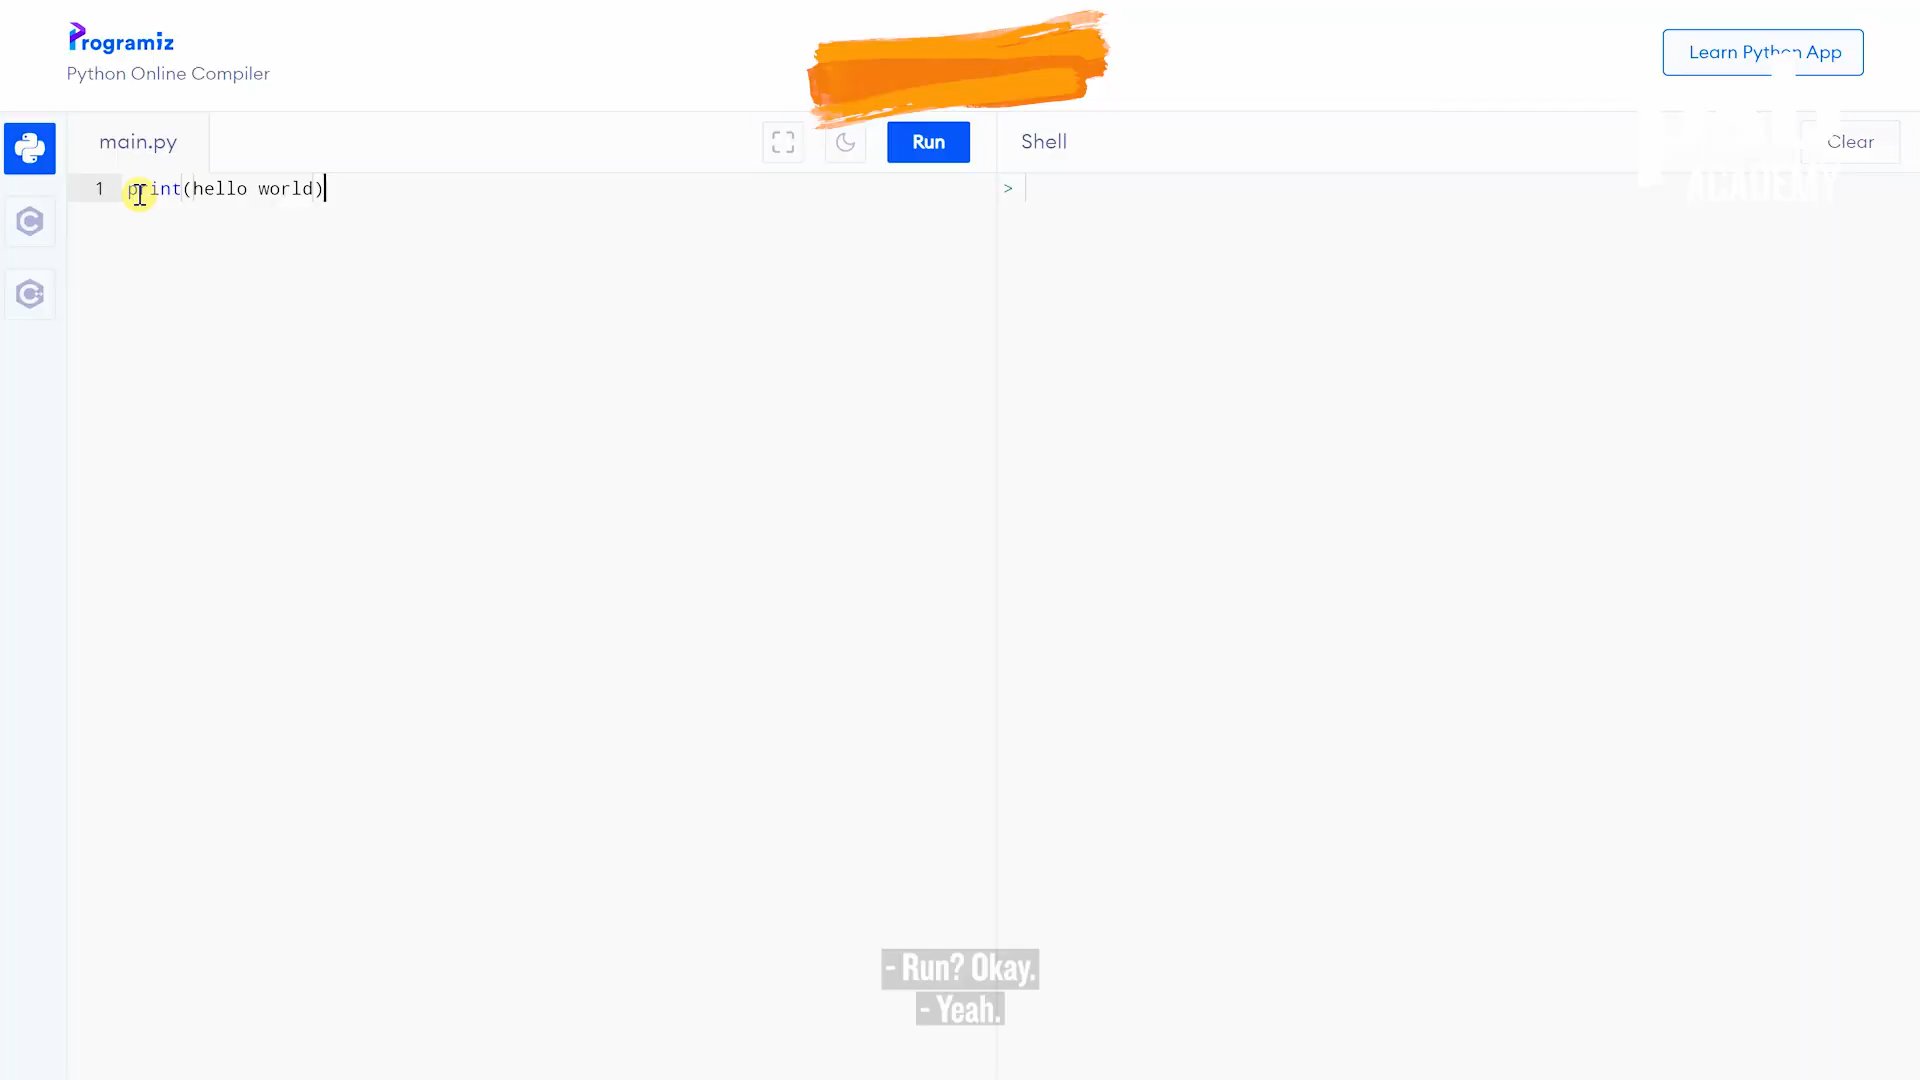 Programiz
Python Online Compiler
Learn Python App
main.py
Run
Shell
Clear
1 print(hello world)
>
ACADEMY
- Run? Okay.
- Yeah.